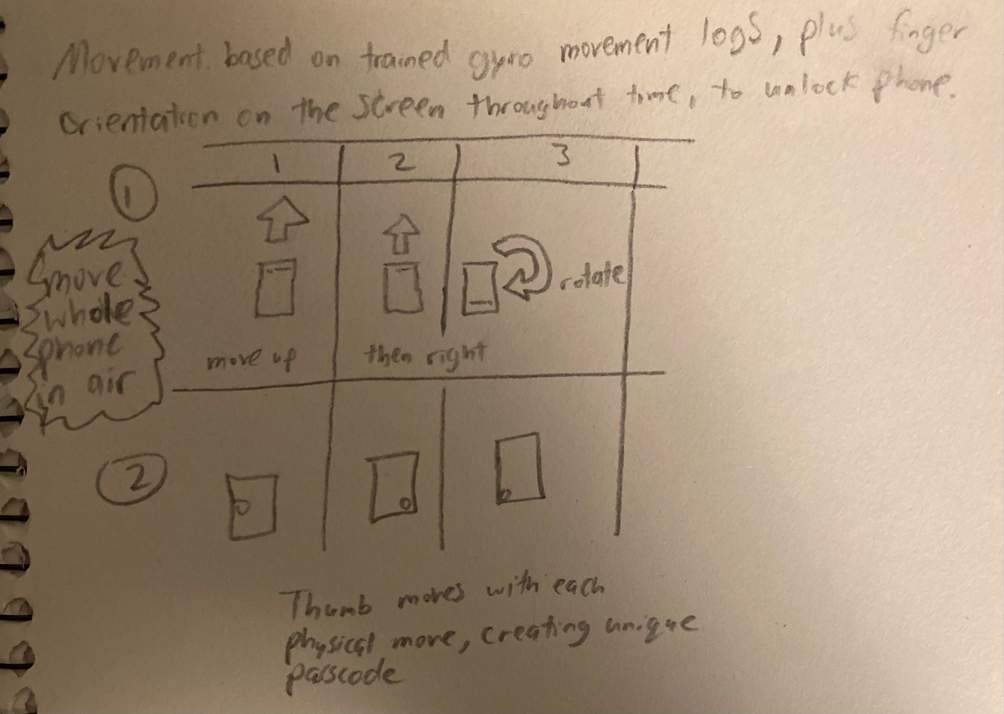 Movement based on trained gyro movement logs, plus finger
orientation on the screen throughout time, to unlock phone.
1 2 3
1
move
whole
phone
in air
rotate
move up then right
2
Thumb moves with each
physical move, creating unique
passcode